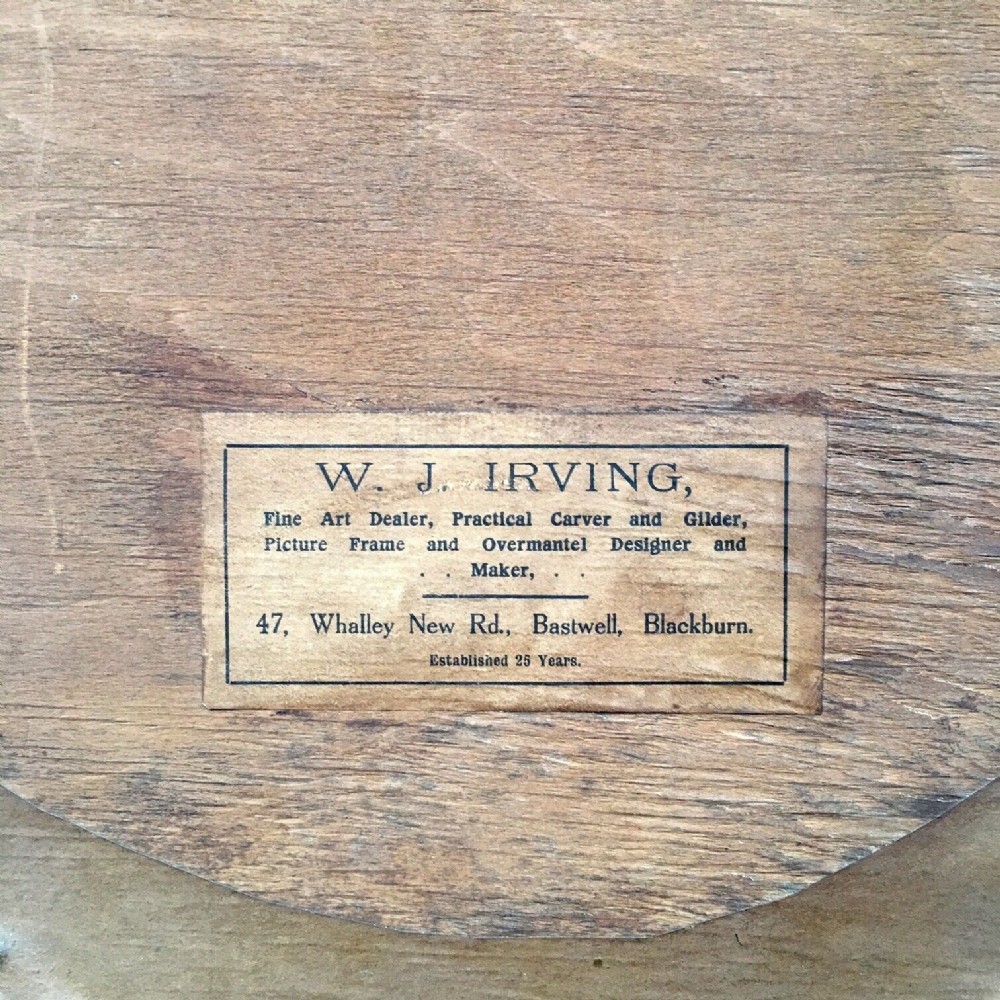 W. J. IRVING,
Fine Art Dealer, Practical Carver and Gilder,
Picture Frame and Overmantel Designer and
. . Maker, . .
47, Whalley New Rd., Bastwell, Blackburn.
Established 25 Years.